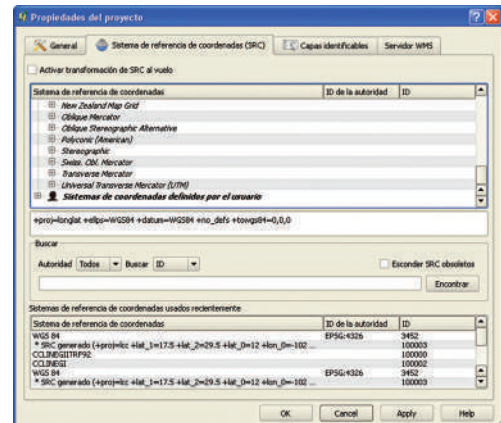 Propiedades del proyecto
General
Sistema de referencia de coordenadas (SRC)
Capas identificables
Servidor WMS
Activar transformación de SRC al vuelo
Sistema de referencia de coordenadas ID de la autoridad ID
New Zealand Map Grid
Oblique Mercator
Oblique Stereographic Alternative
Polyconic (American)
Stereographic
Swiss. Obl. Mercator
Transverse Mercator
Universal Transverse Mercator (UTM)
Sistemas de coordenadas definidos por el usuario
+proj=longlat +ellps=WGS84 +datum=WGS84 +no_defs +towgs84=0,0,0
Buscar
Autoridad Todos Buscar ID Esconder SRC obsoletos
Encontrar
Sistemas de referencia de coordenadas usados recientemente
Sistema de referencia de coordenadas ID de la autoridad ID
WGS 84 EPSG:4326 3452
* SRC generado (+proj=lcc +lat_1=17.5 +lat_2=29.5 +lat_0=12 +lon_0=-102 ... 100003
CCLINEGIITRF92 100000
CCLINEGI 100002
WGS 84 EPSG:4326 3452
* SRC generado (+proj=lcc +lat_1=17.5 +lat_2=29.5 +lat_0=12 +lon_0=-102 ... 100003
OK Cancel Apply Help